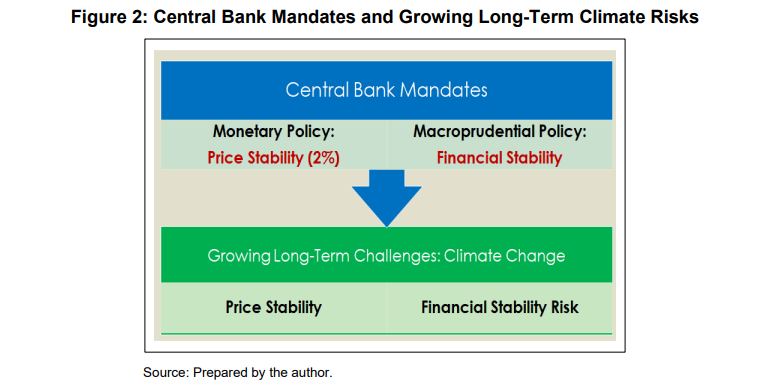 Figure 2: Central Bank Mandates and Growing Long-Term Climate Risks
Central Bank Mandates
Monetary Policy:
Price Stability (2%)
Macroprudential Policy:
Financial Stability
Growing Long-Term Challenges: Climate Change
Price Stability
Financial Stability Risk
Source: Prepared by the author.